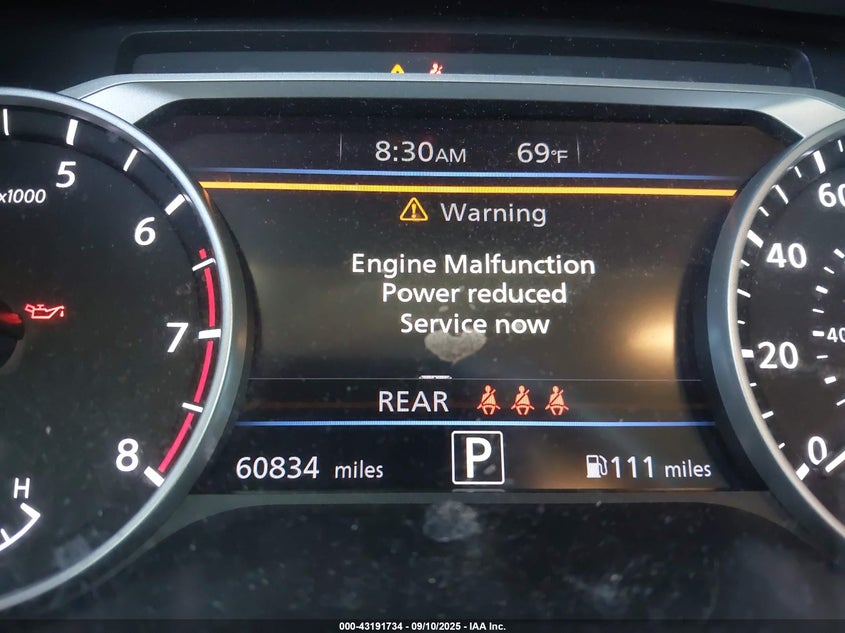 8:30AM 69°F
5
x1000
Warning
60
6
40
Engine Malfunction
Power reduced
Service now
7
40
20
REAR
8
0
60834 miles P 111 miles
H
000-43191734 - 09/10/2025 - IAA Inc.